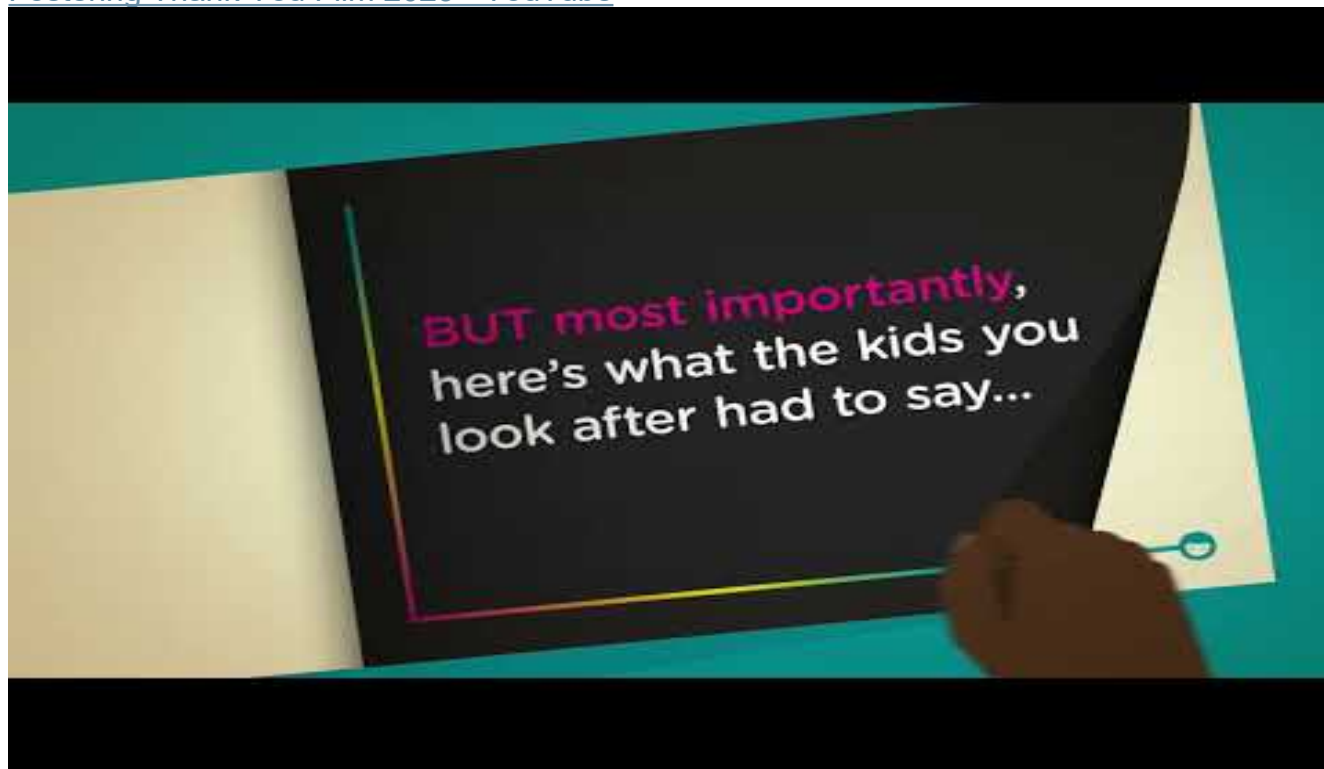 BUT most importantly,
here's what the kids you
look after had to say...